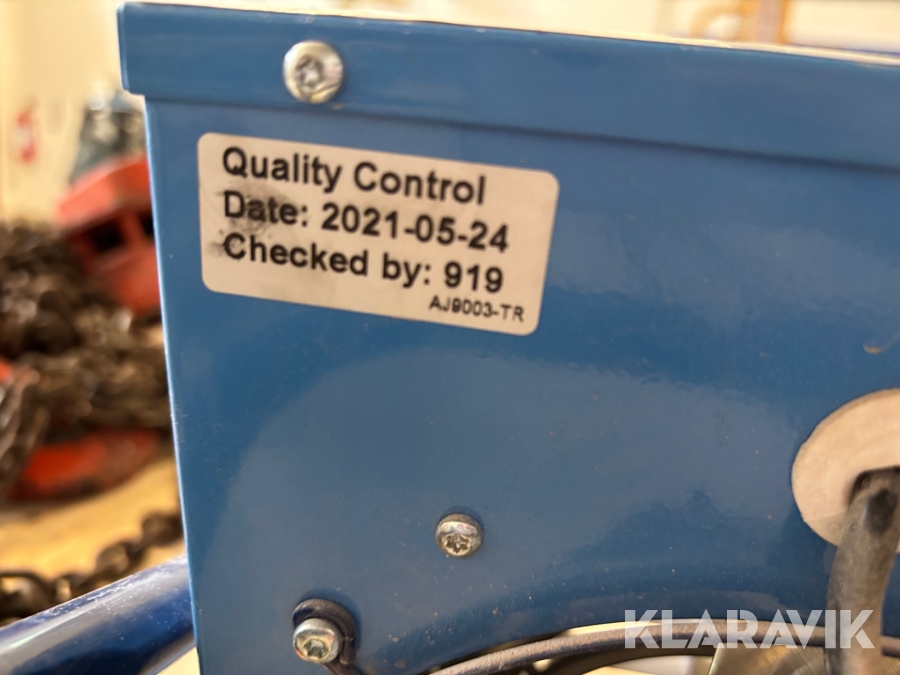 Quality Control
Date: 2021-05-24
Checked by: 919
AJ9003-TR
KLARAVIK